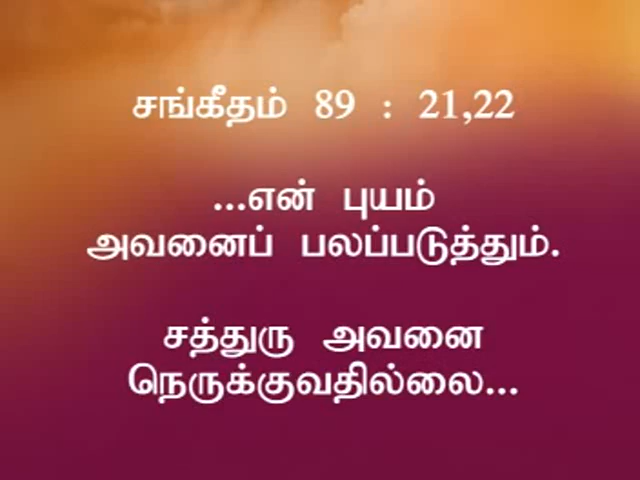 சங்கீதம் 89 : 21,22
...என் புயம்
அவனைப் பலப்படுத்தும்.
சத்துரு அவனை
நெருக்குவதில்லை...